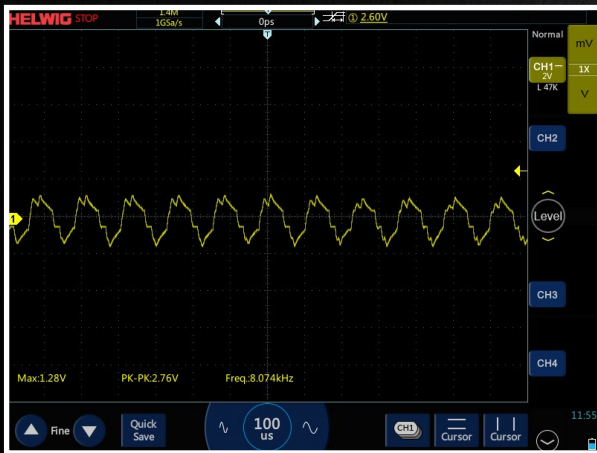 HELWIG STOP
1.4M
1GSa/s
0ps
T
① 2.60V
Normal
mV
CH1
2V
1X
L 47K
V
CH2
1
Level
CH3
CH4
Max:1.28V PK-PK:2.76V Freq:8.074kHz
11:55
Fine
Quick
Save
100
us
CH1
Cursor
Cursor